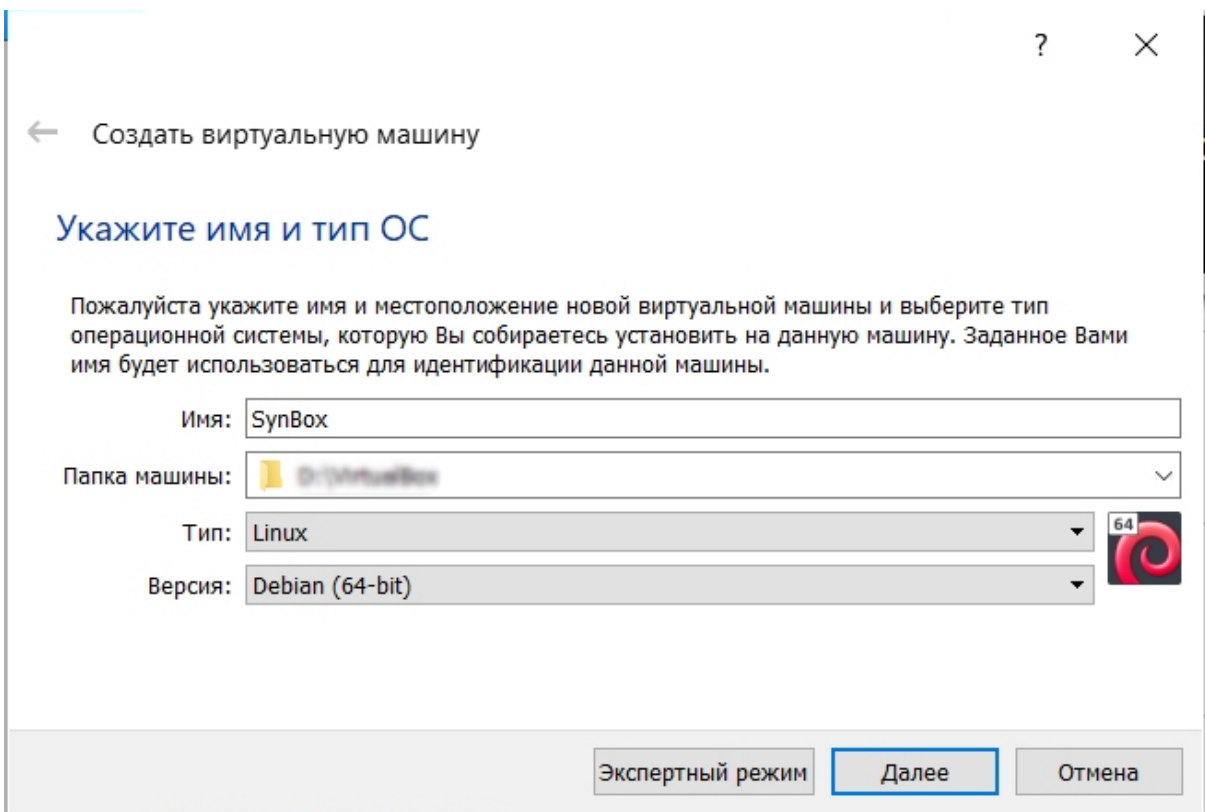 ?
Создать виртуальную машину
Укажите имя и тип ОС
Пожалуйста укажите имя и местоположение новой виртуальной машины и выберите тип
операционной системы, которую Вы собираетесь установить на данную машину. Заданное Вами
имя будет использоваться для идентификации данной машины.
Имя: SynBox
Папка машины:
Тип: Linux
64
Версия: Debian (64-bit)
Экспертный режим Далее Отмена